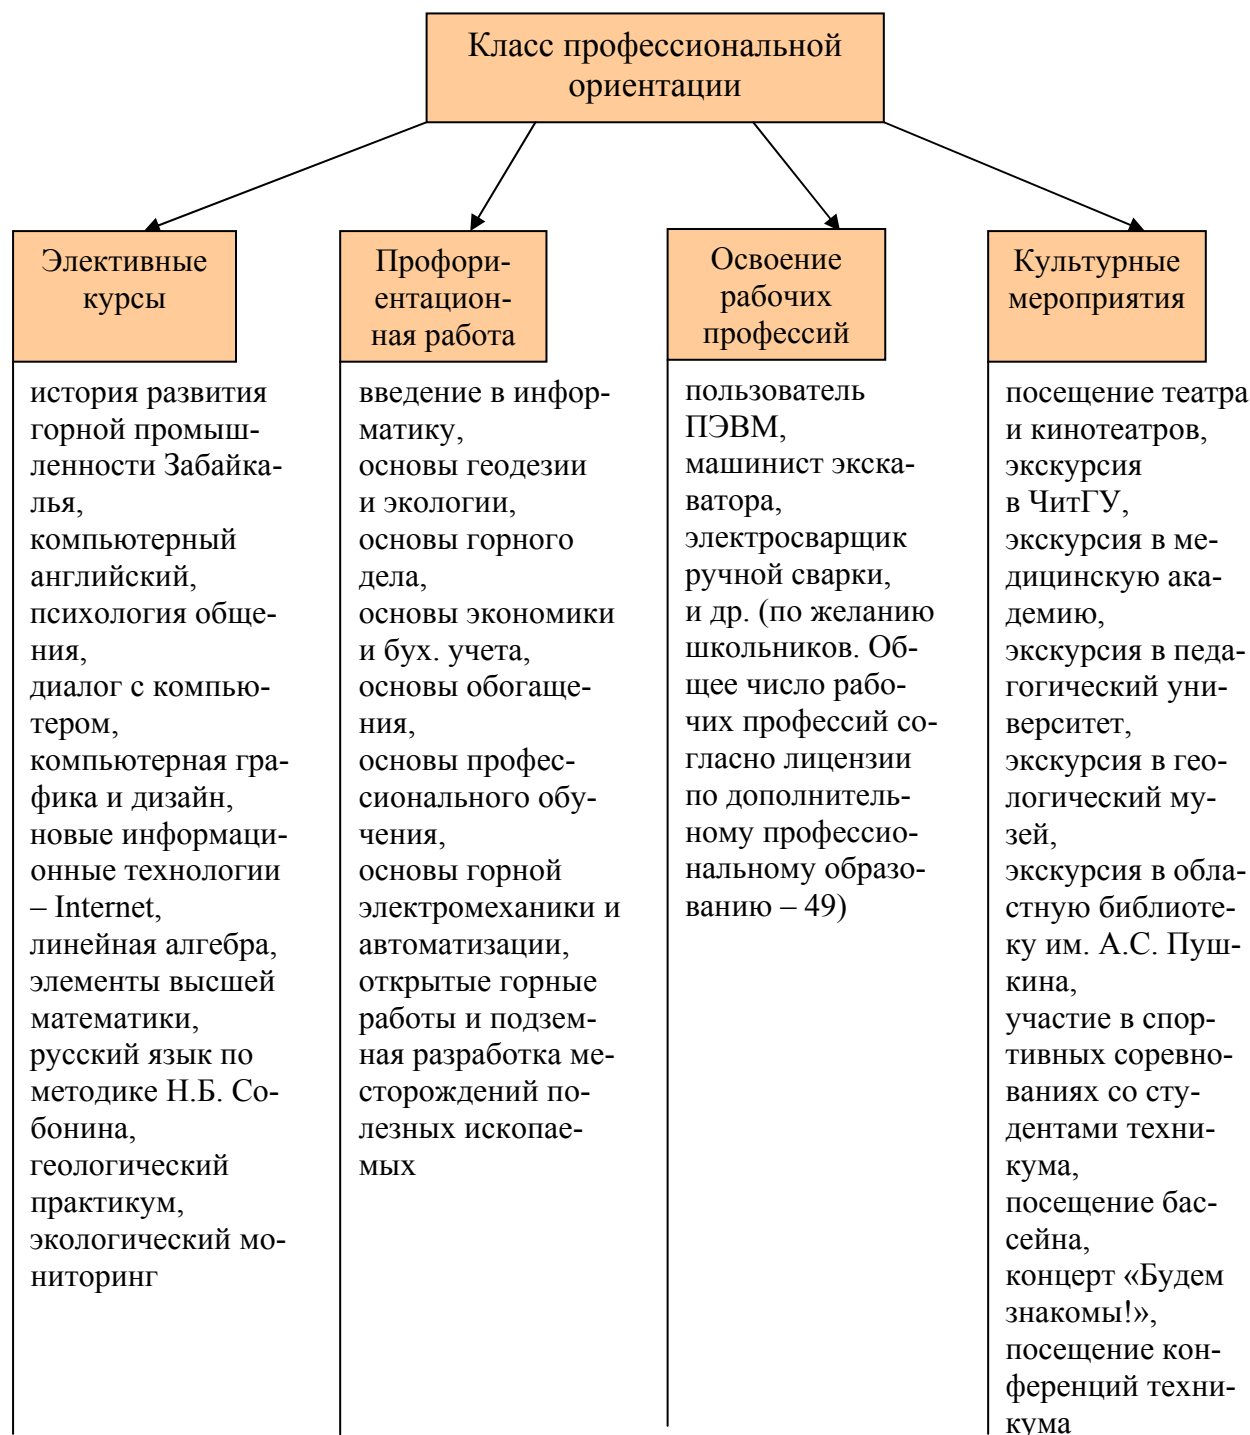 Класс профессиональной
ориентации
Элективные
курсы
история развития
горной промыш-
ленности Забайка-
лья,
компьютерный
английский,
психология обще-
ния,
диалог с компью-
тером,
компьютерная гра-
фика и дизайн,
новые информаци-
онные технологии
– Internet,
линейная алгебра,
элементы высшей
математики,
русский язык по
методике Н.Б. Со-
бонина,
геологический
практикум,
экологический мо-
ниторинг
Профори-
ентацион-
ная работа
введение в инфор-
матику,
основы геодезии
и экологии,
основы горного
дела,
основы экономики
и бух. учета,
основы обогаще-
ния,
основы профес-
сионального обу-
чения,
основы горной
электромеханики и
автоматизации,
открытые горные
работы и подзем-
ная разработка ме-
сторождений по-
лезных ископае-
мых
Освоение
рабочих
профессий
пользователь
ПЭВМ,
машинист экска-
ватора,
электросварщик
ручной сварки,
и др. (по желанию
школьников. Об-
щее число рабо-
чих профессий со-
гласно лицензии
по дополнитель-
ному профессио-
нальному образо-
ванию – 49)
Культурные
мероприятия
посещение театра
и кинотеатров,
экскурсия
в ЧитГУ,
экскурсия в ме-
дицинскую ака-
демию,
экскурсия в педа-
гогический уни-
верситет,
экскурсия в гео-
логический му-
зей,
экскурсия в обла-
стную библиоте-
ку им. А.С. Пуш-
кина,
участие в спор-
тивных соревно-
ваниях со сту-
дентами техни-
кума,
посещение бас-
сейна,
концерт «Будем
знакомы!»,
посещение кон-
ференций техни-
кума